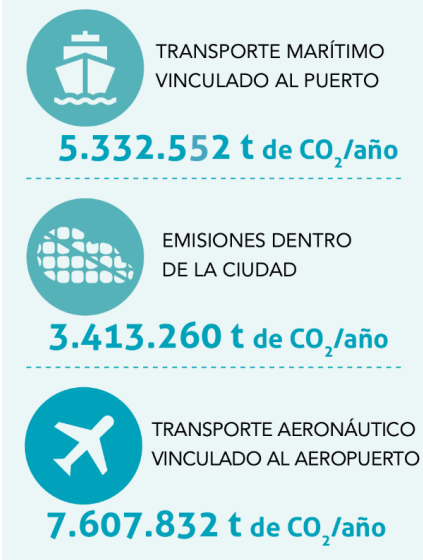 TRANSPORTE MARÍTIMO
VINCULADO AL PUERTO
5.332.552 t de CO₂/año
EMISIONES DENTRO
DE LA CIUDAD
3.413.260 t de CO₂/año
TRANSPORTE AERONÁUTICO
VINCULADO AL AEROPUERTO
7.607.832 t de CO₂/año